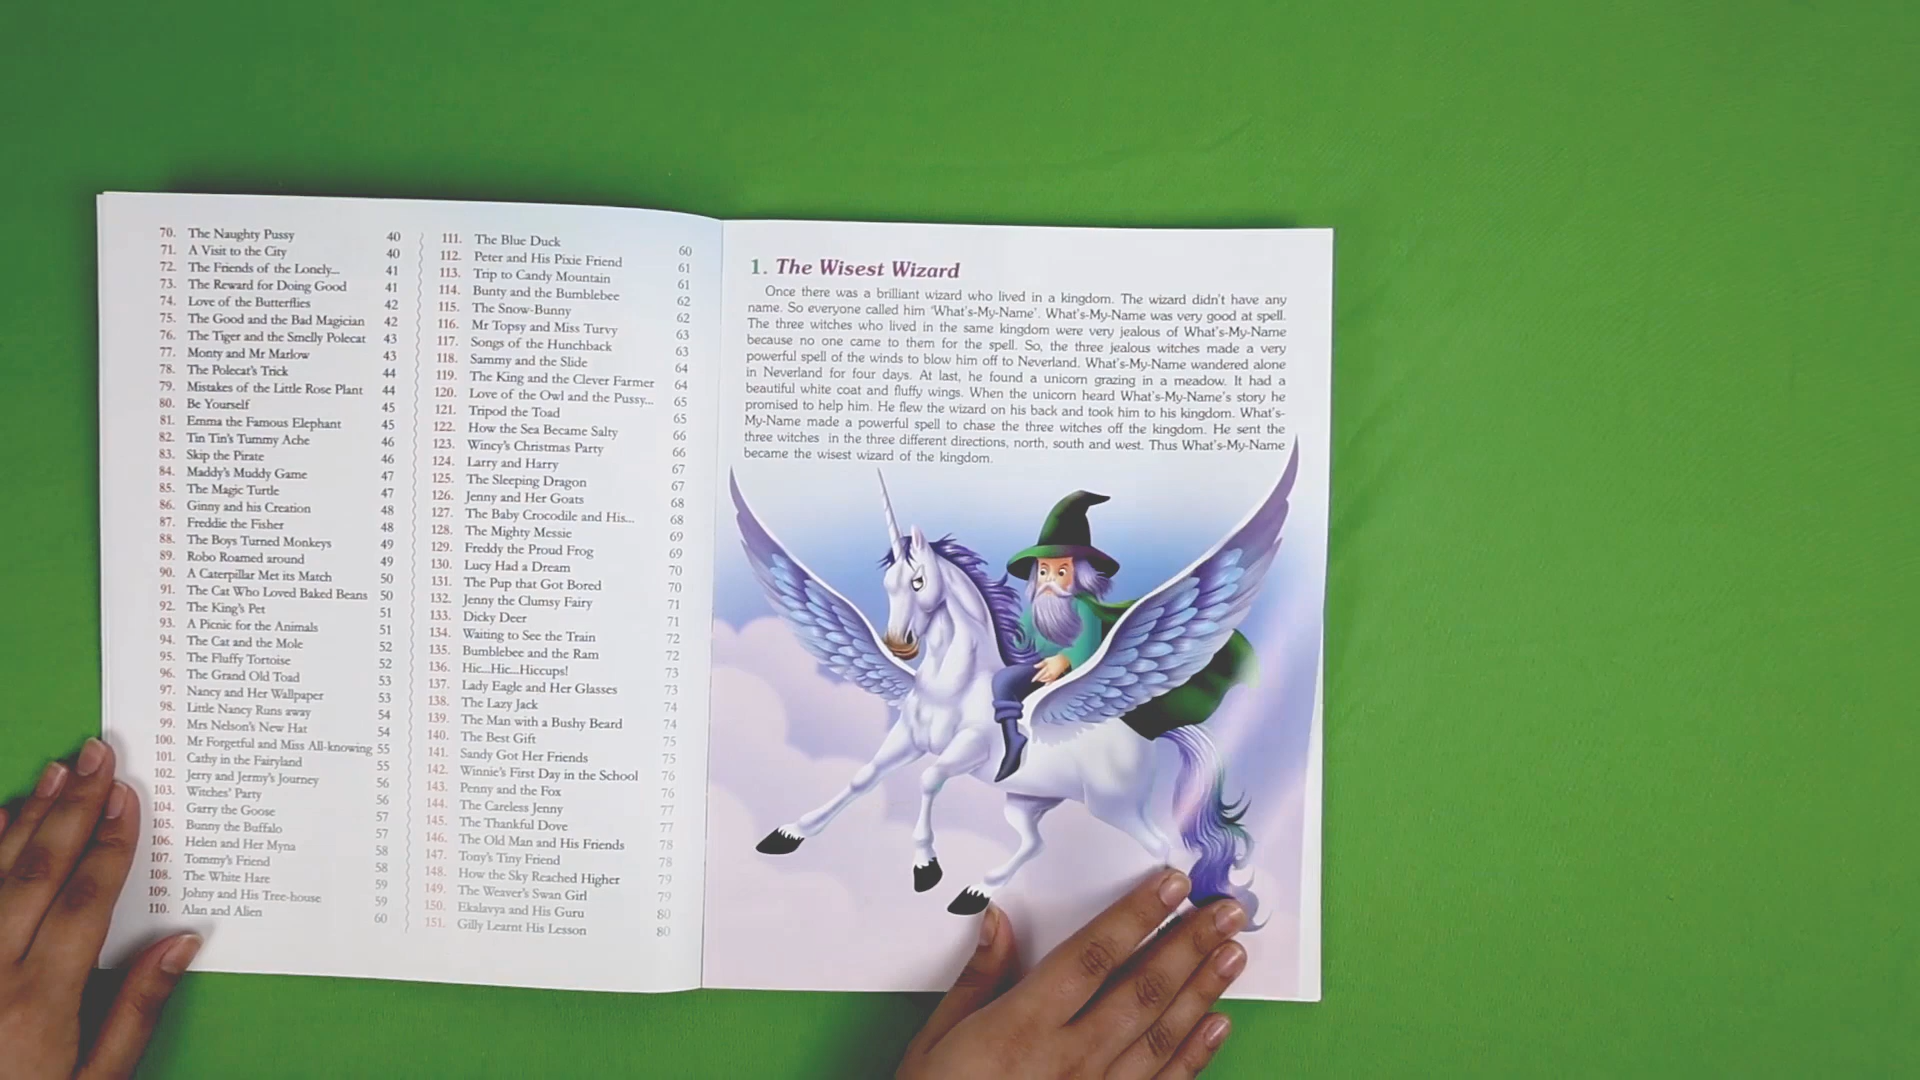 70. The Naughty Pussy 40
71. A Visit to the City 40
72. The Friends of the Lonely... 41
73. The Reward for Doing Good 41
74. Love of the Butterflies 42
75. The Good and the Bad Magician 42
76. The Tiger and the Smelly Polecat 43
77. Monty and Mr Marlow 43
78. The Polecat's Trick 44
79. Mistakes of the Little Rose Plant 44
80. Be Yourself 45
81. Emma the Famous Elephant 45
82. Tin Tin's Tummy Ache 46
83. Skip the Pirate 46
84. Maddy's Muddy Game 47
85. The Magic Turtle 47
86. Ginny and his Creation 48
87. Freddie the Fisher 48
88. The Boys Turned Monkeys 49
89. Robo Roamed around 49
90. A Caterpillar Met its Match 50
91. The Cat Who Loved Baked Beans 50
92. The King's Pet 51
93. A Picnic for the Animals 51
94. The Cat and the Mole 52
95. The Fluffy Tortoise 52
96. The Grand Old Toad 53
97. Nancy and Her Wallpaper 53
98. Little Nancy Runs away 54
99. Mrs Nelson's New Hat 54
100. Mr Forgetful and Miss All-knowing 55
101. Cathy in the Fairyland 55
102. Jerry and Jermy's Journey 56
103. Witches' Party 56
104. Garry the Goose 57
105. Bunny the Buffalo 57
106. Helen and Her Myna 58
107. Tommy's Friend 58
108. The White Hare 59
109. Johny and His Tree-house 59
110. Alan and Alien 60
111. The Blue Duck 60
112. Peter and His Pixie Friend 61
113. Trip to Candy Mountain 61
114. Bunty and the Bumblebee 62
115. The Snow-Bunny 62
116. Mr Topsy and Miss Turvy 63
117. Songs of the Hunchback 63
118. Sammy and the Slide 64
119. The King and the Clever Farmer 64
120. Love of the Owl and the Pussy... 65
121. Tripod the Toad 65
122. How the Sea Became Salty 66
123. Wincy's Christmas Party 66
124. Larry and Harry 67
125. The Sleeping Dragon 67
126. Jenny and Her Goats 68
127. The Baby Crocodile and His... 68
128. The Mighty Messie 69
129. Freddy the Proud Frog 69
130. Lucy Had a Dream 70
131. The Pup that Got Bored 70
132. Jenny the Clumsy Fairy 71
133. Dicky Deer 71
134. Waiting to See the Train 72
135. Bumblebee and the Ram 72
136. Hic...Hic...Hiccups! 73
137. Lady Eagle and Her Glasses 73
138. The Lazy Jack 74
139. The Man with a Bushy Beard 74
140. The Best Gift 75
141. Sandy Got Her Friends 75
142. Winnie's First Day in the School 76
143. Penny and the Fox 76
144. The Careless Jenny 77
145. The Thankful Dove 77
146. The Old Man and His Friends 78
147. Tony's Tiny Friend 78
148. How the Sky Reached Higher 79
149. The Weaver's Swan Girl 79
150. Ekalavya and His Guru 80
151. Gilly Learnt His Lesson 80
1. The Wisest Wizard
Once there was a brilliant wizard who lived in a kingdom. The wizard didn't have any
name. So everyone called him 'What's-My-Name'. What's-My-Name was very good at spell.
The three witches who lived in the same kingdom were very jealous of What's-My-Name
because no one came to them for the spell. So, the three jealous witches made a very
powerful spell of the winds to blow him off to Neverland. What's-My-Name wandered alone
in Neverland for four days. At last, he found a unicorn grazing in a meadow. It had a
beautiful white coat and fluffy wings. When the unicorn heard What's-My-Name's story he
promised to help him. He flew the wizard on his back and took him to his kingdom. What's-
My-Name made a powerful spell to chase the three witches off the kingdom. He sent the
three witches in the three different directions, north, south and west. Thus What's-My-Name
became the wisest wizard of the kingdom.